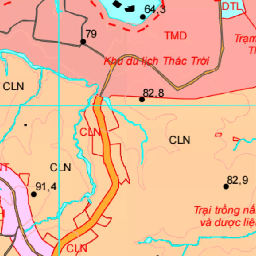 64,3
DTL
79
TMD
Trạm
Khu du lịch Thác Trời
CLN
82,8
CLN
CLN
CLN
NT
91,4
82,9
Trại trồng nấ
và dược liệ